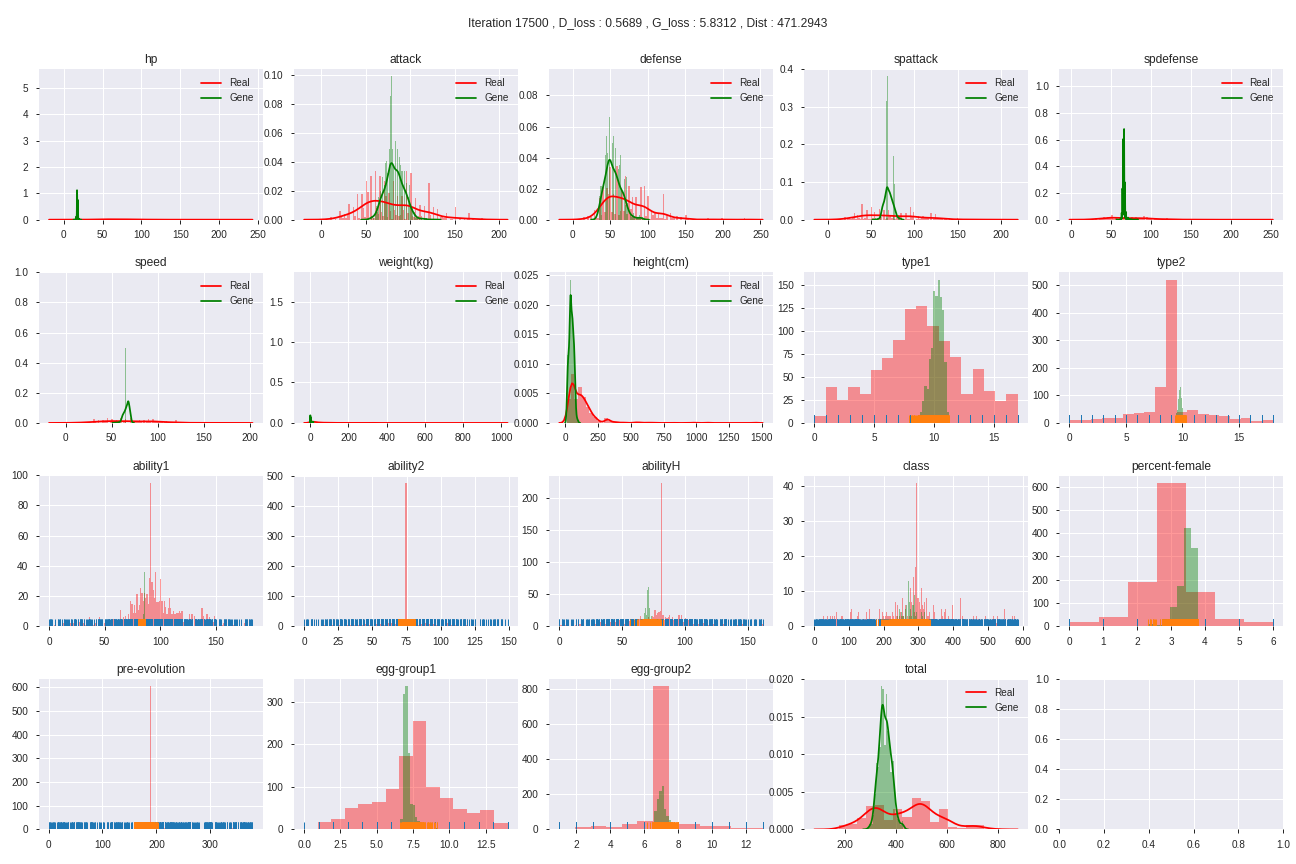 Iteration 17500 , D_loss : 0.5689 , G_loss : 5.8312 , Dist : 471.2943
hp
attack
defense
spattack
spdefense
Real
Gene
Real
Gene
Real
Gene
Real
Gene
Real
Gene
5
4
3
2
1
0
0.10
0.08
0.06
0.04
0.02
0.00
0.08
0.06
0.04
0.02
0.00
0.4
0.3
0.2
0.1
0.0
1.0
0.8
0.6
0.4
0.2
0.0
0 50 100 150 200 250
0 50 100 150 200
0 50 100 150 200 250
0 50 100 150 200
0 50 100 150 200 250
speed
weight(kg)
height(cm)
type1
type2
Real
Gene
Real
Gene
Real
Gene
1.0
0.8
0.6
0.4
0.2
0.0
1.5
1.0
0.5
0.0
0.025
0.020
0.015
0.010
0.005
0.000
150
125
100
75
50
25
0
500
400
300
200
100
0
0 50 100 150 200
0 200 400 600 800 1000
0 250 500 750 1000 1250 1500
0 5 10 15
0 5 10 15
ability1
ability2
abilityH
class
percent-female
100
80
60
40
20
0
500
400
300
200
100
0
200
150
100
50
0
40
30
20
10
0
600
500
400
300
200
100
0
0 50 100 150
0 25 50 75 100 125 150
0 50 100 150
0 100 200 300 400 500 600
0 1 2 3 4 5 6
pre-evolution
egg-group1
egg-group2
total
Real
Gene
600
500
400
300
200
100
0
300
200
100
0
800
600
400
200
0
0.020
0.015
0.010
0.005
0.000
1.0
0.8
0.6
0.4
0.2
0.0
0 100 200 300
0.0 2.5 5.0 7.5 10.0 12.5
0 2 4 6 8 10 12
200 400 600 800
0.0 0.2 0.4 0.6 0.8 1.0